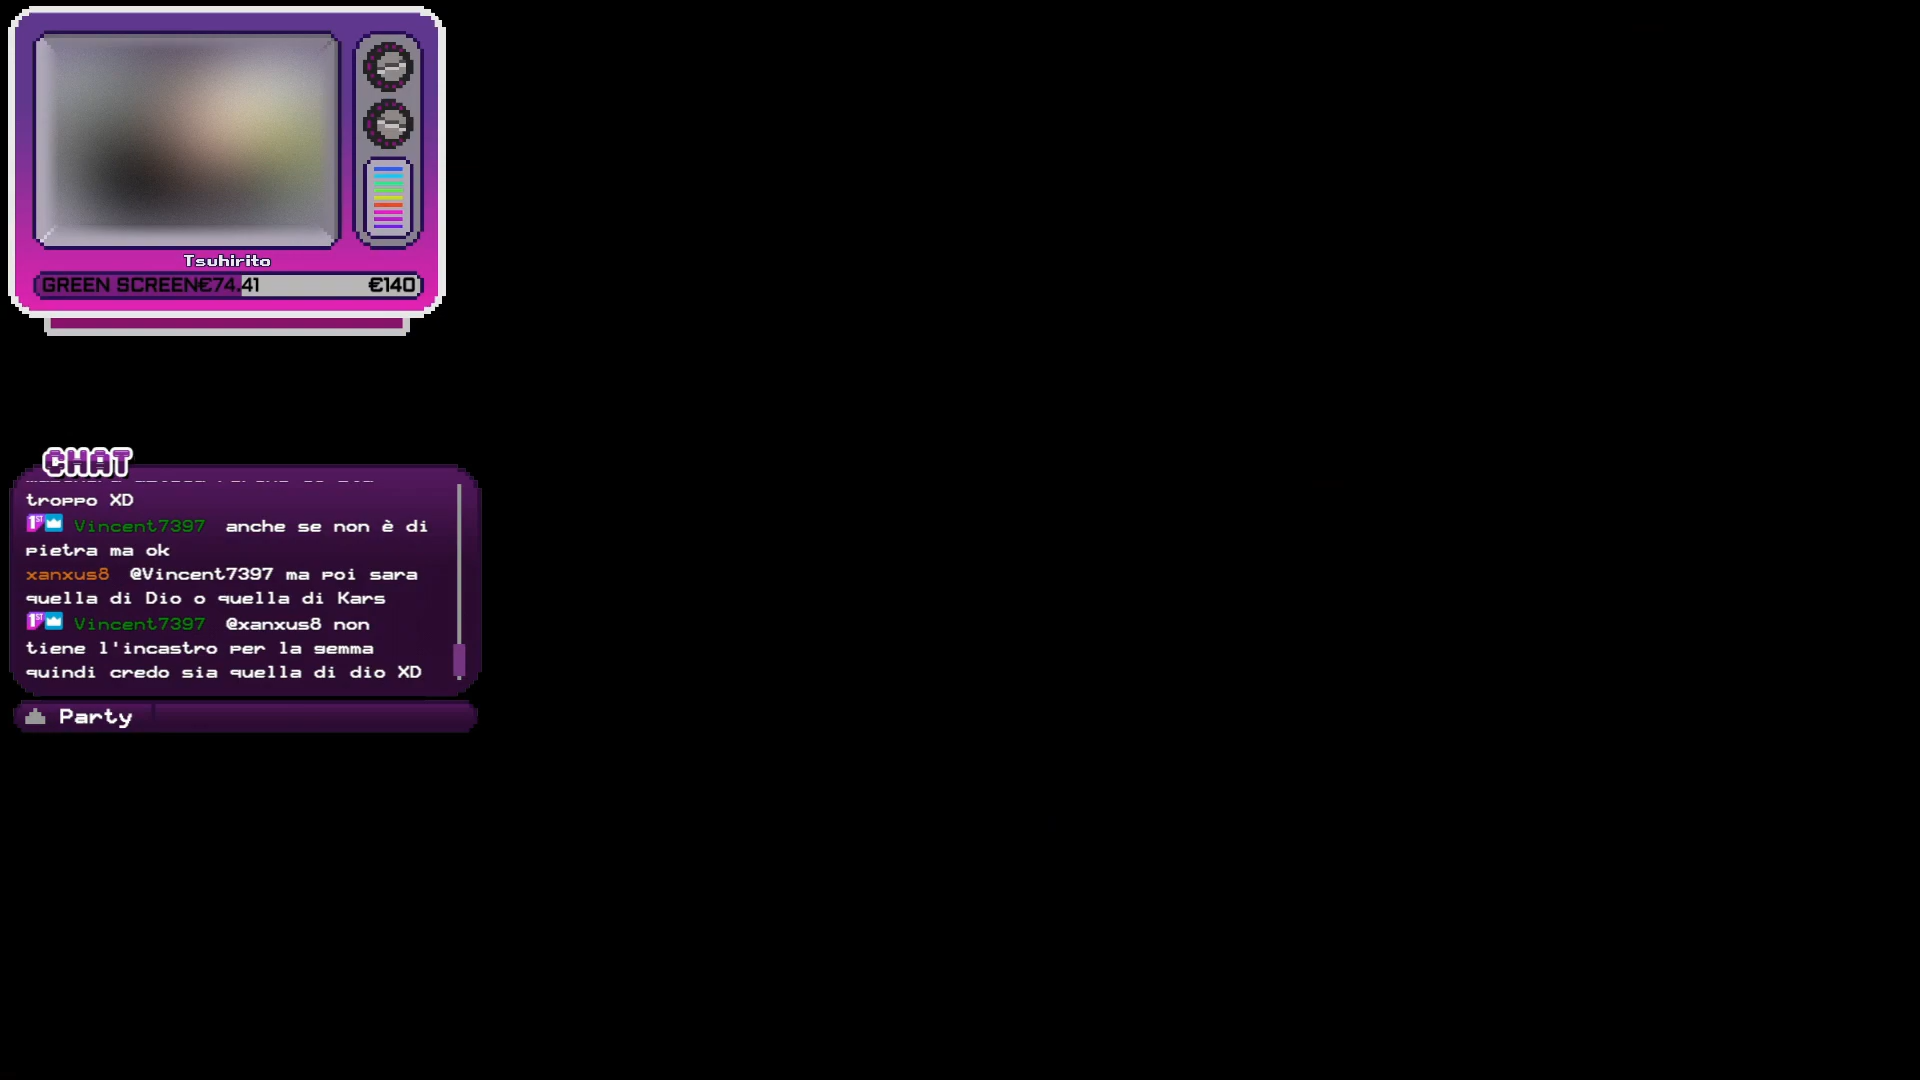 Tsuhirito
GREEN SCREEN€74.41 €140
CHAT
troppo XD
1ST Vincent7397 anche se non è di
pietra ma ok
xanxus8 @Vincent7397 ma poi sara
quella di Dio o quella di Kars
1ST Vincent7397 @xanxus8 non
tiene l'incastro per la gemma
quindi credo sia quella di dio XD
Party